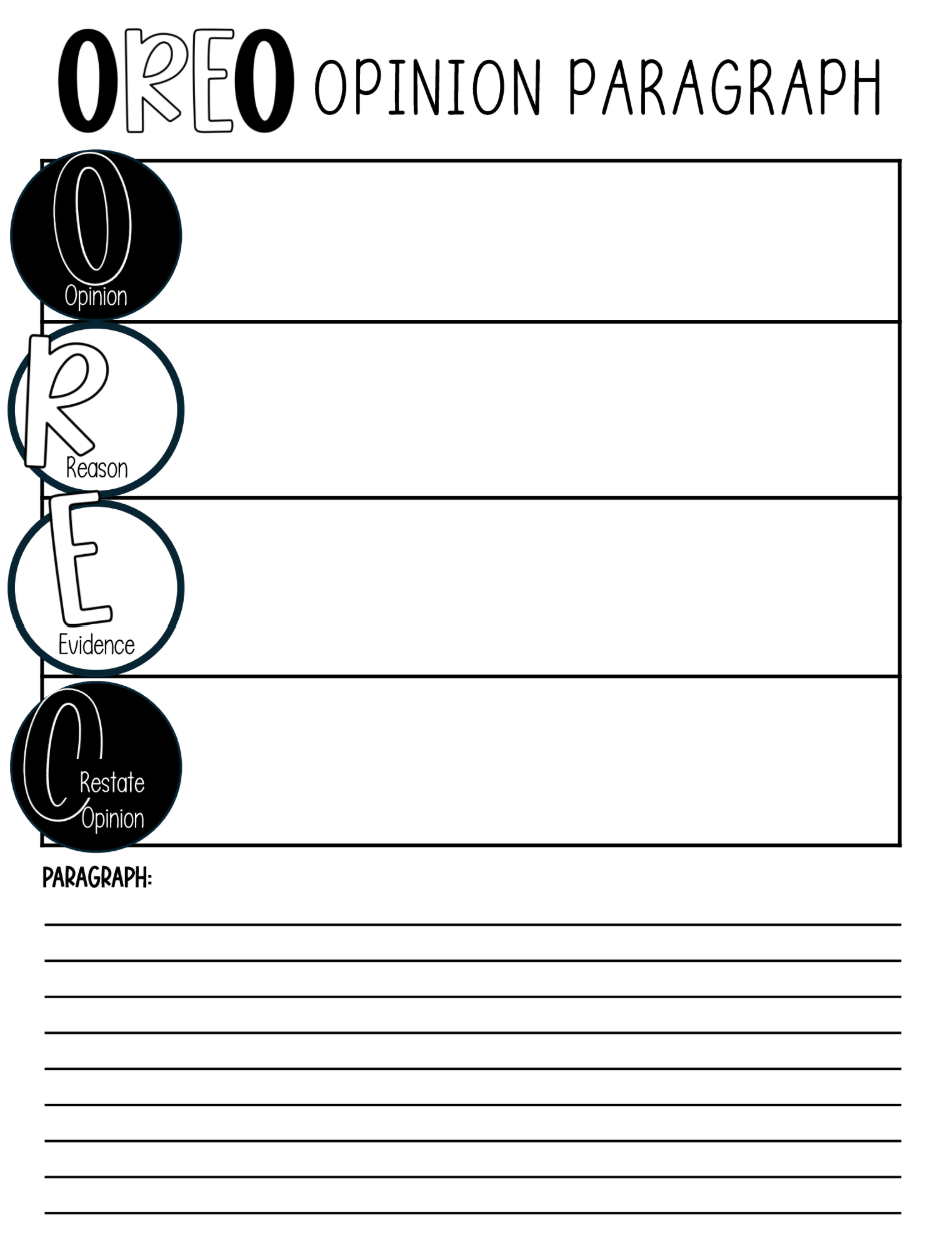 OREO OPINION PARAGRAPH
O
Opinion
R
Reason
E
Evidence
O
Restate
Opinion
PARAGRAPH: